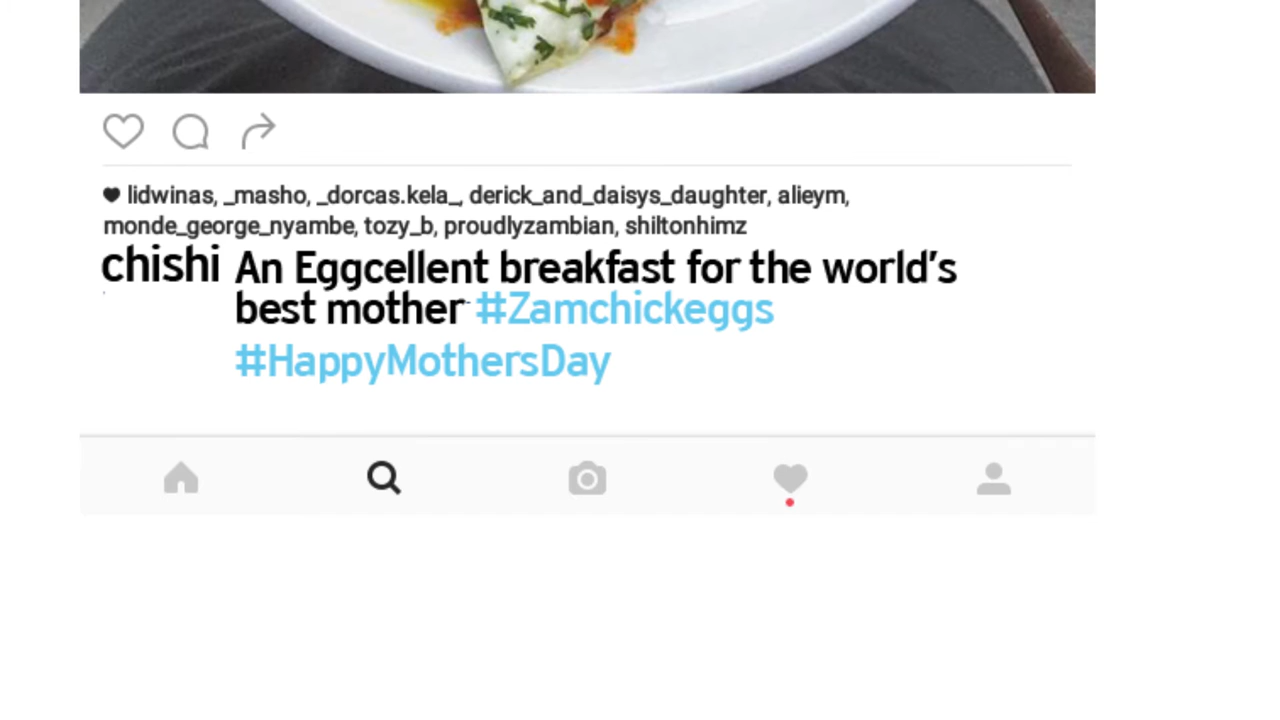 lidwinas, _masho, _dorcas.kela_, derick_and_daisys_daughter, alieym,
monde_george_nyambe, tozy_b, proudlyzambian, shiltonhimz
chishi An Eggcellent breakfast for the world's
best mother #Zamchickeggs
#HappyMothersDay